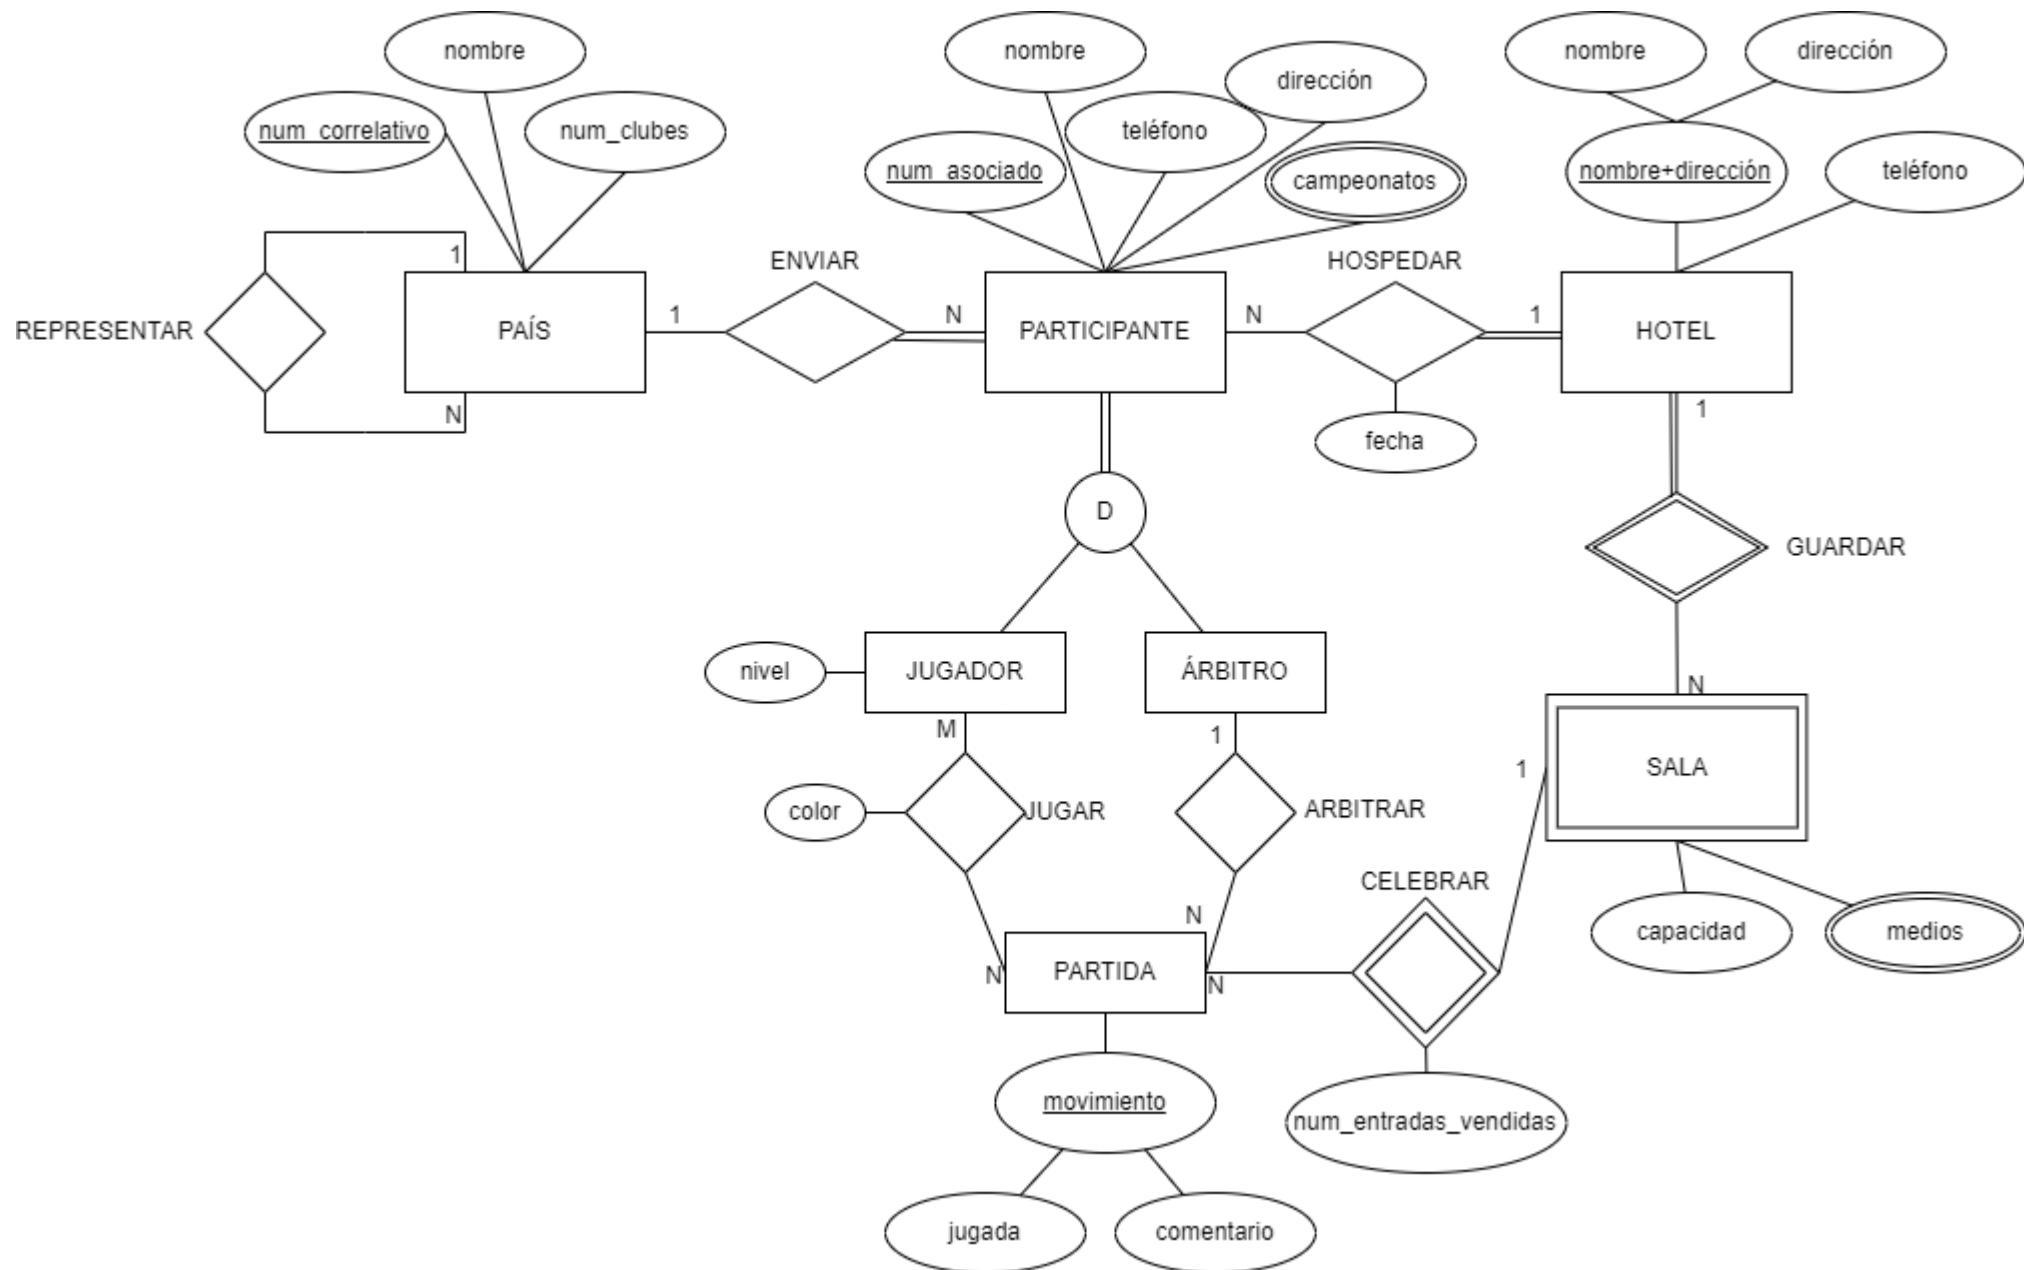 nombre
nombre
dirección
nombre
dirección
num_correlativo
num_clubes
teléfono
num_asociado
campeonatos
nombre+dirección
teléfono
1
ENVIAR
HOSPEDAR
REPRESENTAR
PAÍS
1
N
PARTICIPANTE
N
1
HOTEL
N
fecha
1
D
GUARDAR
nivel
JUGADOR
ÁRBITRO
N
M
1
1
SALA
color
JUGAR
ARBITRAR
CELEBRAR
N
capacidad
medios
N
PARTIDA
N
movimiento
num_entradas_vendidas
jugada
comentario